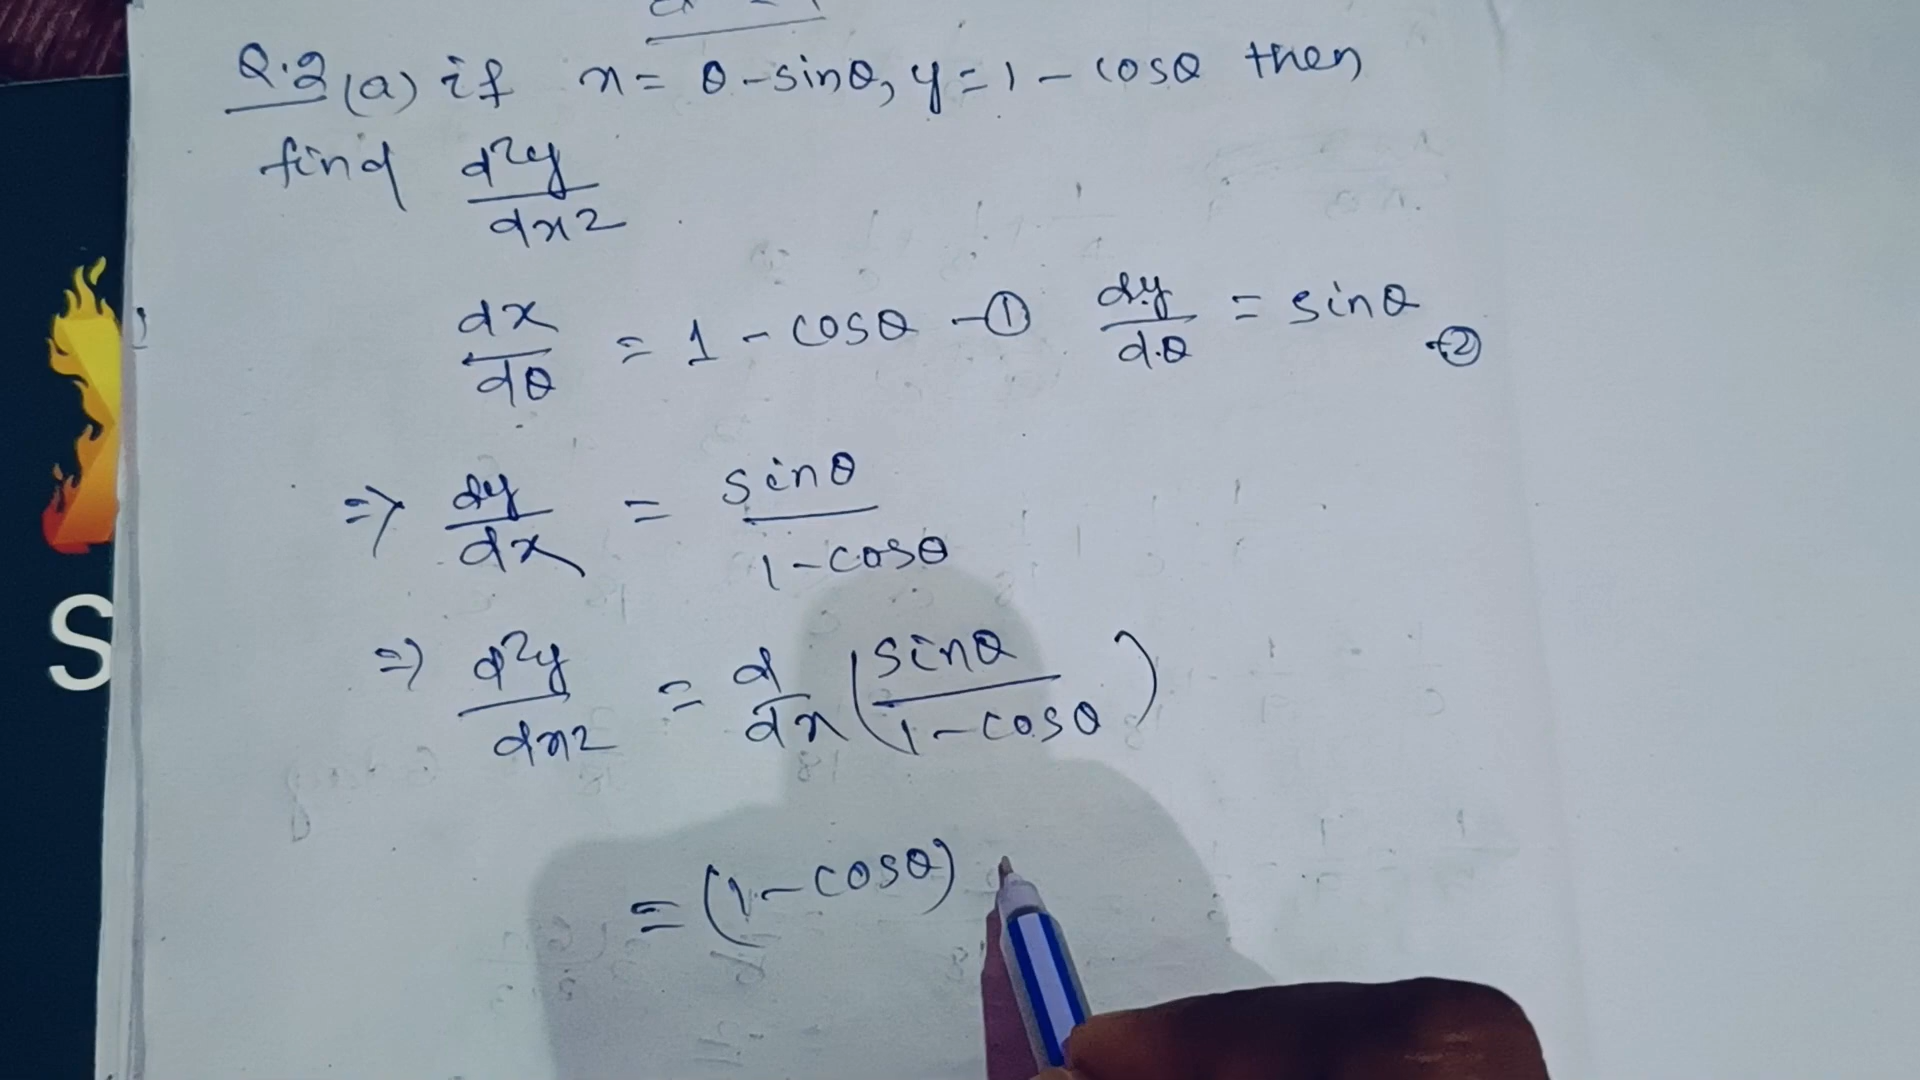 Q.2(a) if x = θ - sinθ, y = 1 - cosθ then
find d²y/dx²
dx/dθ = 1 - cosθ -① dy/dθ = sinθ -②
=> dy/dx = sinθ/1-cosθ
=> d²y/dx² = d/dx (sinθ/1-cosθ)
= (1-cosθ)
S